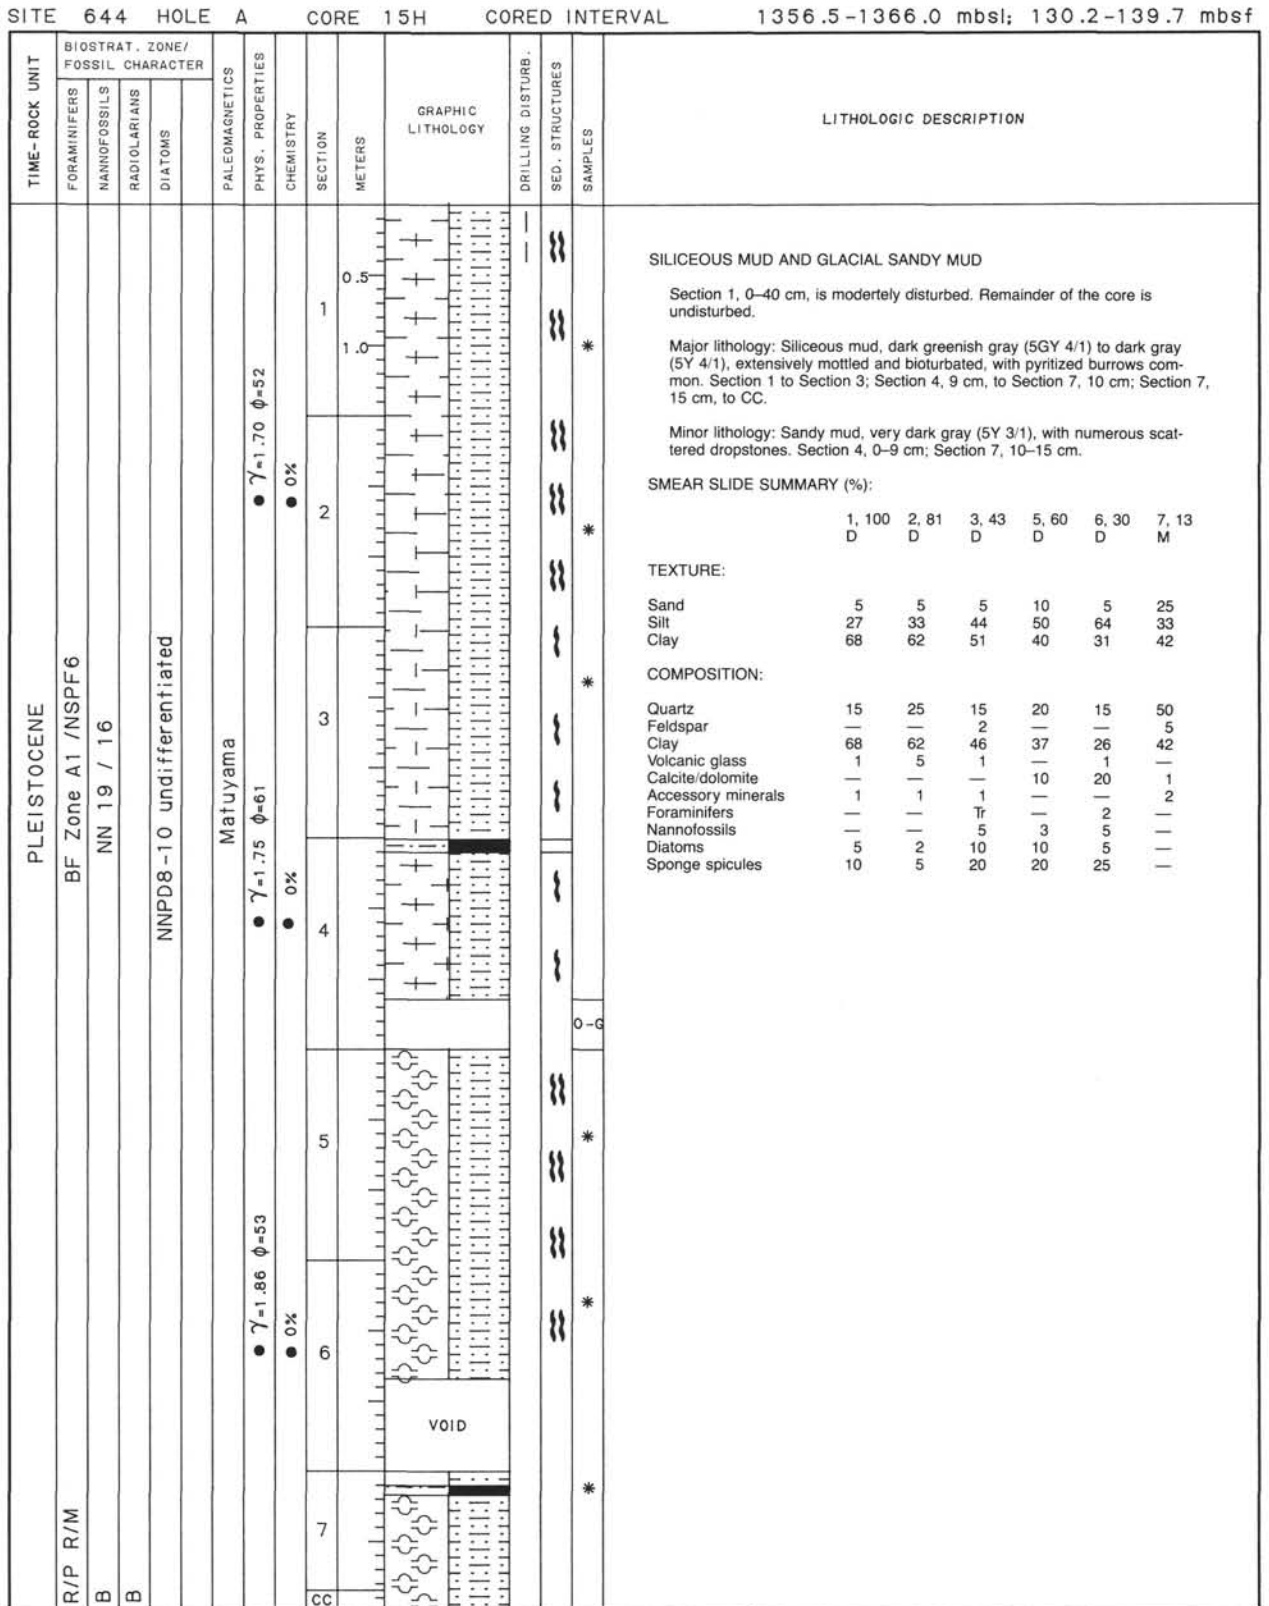 SITE 644 HOLE A CORE 15H CORED INTERVAL 1356.5-1366.0 mbsl; 130.2-139.7 mbsf
TIME-ROCK UNIT
BIOSTRAT. ZONE/
FOSSIL CHARACTER
FORAMINIFERS
NANNOFOSSILS
RADIOLARIANS
DIATOMS
PALEOMAGNETICS
PHYS. PROPERTIES
CHEMISTRY
SECTION
METERS
GRAPHIC
LITHOLOGY
DRILLING DISTURB.
SED. STRUCTURES
SAMPLES
LITHOLOGIC DESCRIPTION
PLEISTOCENE
BF Zone A1 /NSPF6
R/P R/M
NN 19 / 16
B
B
NNPD8-10 undifferentiated
Matuyama
● γ=1.70 φ=52
● γ=1.75 φ=61
● γ=1.86 φ=53
● 0%
● 0%
● 0%
1
2
3
4
5
6
7
CC
0.5
1.0
VOID
*
*
*
O-G
*
*
*
SILICEOUS MUD AND GLACIAL SANDY MUD
Section 1, 0–40 cm, is modertely disturbed. Remainder of the core is
undisturbed.
Major lithology: Siliceous mud, dark greenish gray (5GY 4/1) to dark gray
(5Y 4/1), extensively mottled and bioturbated, with pyritized burrows com-
mon. Section 1 to Section 3; Section 4, 9 cm, to Section 7, 10 cm; Section 7,
15 cm, to CC.
Minor lithology: Sandy mud, very dark gray (5Y 3/1), with numerous scat-
tered dropstones. Section 4, 0–9 cm; Section 7, 10–15 cm.
SMEAR SLIDE SUMMARY (%):
1, 100 2, 81 3, 43 5, 60 6, 30 7, 13
D D D D D M
TEXTURE:
Sand 5 5 5 10 5 25
Silt 27 33 44 50 64 33
Clay 68 62 51 40 31 42
COMPOSITION:
Quartz 15 25 15 20 15 50
Feldspar — — 2 — — 5
Clay 68 62 46 37 26 42
Volcanic glass 1 5 1 — 1 —
Calcite/dolomite — — — 10 20 1
Accessory minerals 1 1 1 — — 2
Foraminifers — — Tr — 2 —
Nannofossils — — 5 3 5 —
Diatoms 5 2 10 10 5 —
Sponge spicules 10 5 20 20 25 —